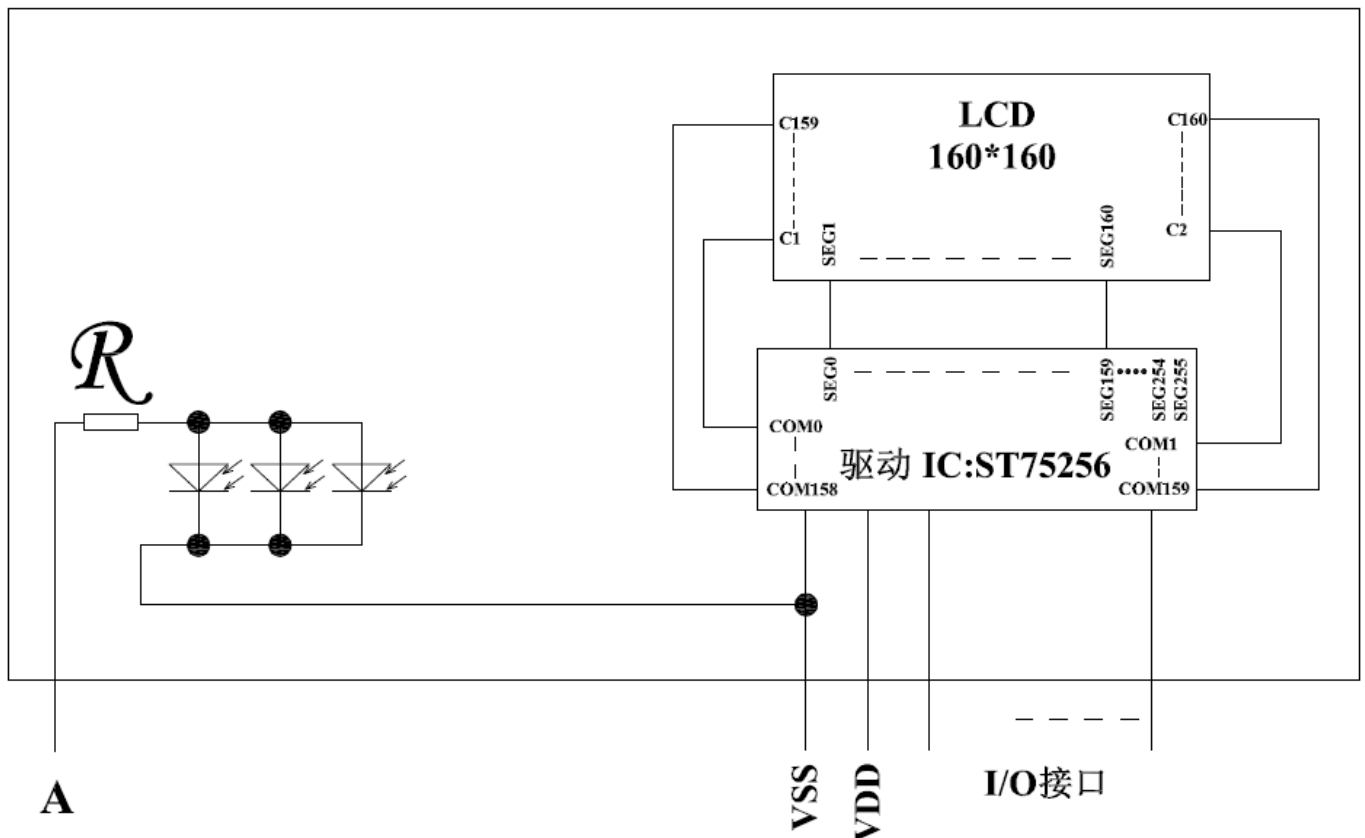 LCD
160*160
C159
C160
C1
C2
SEG1
SEG160
SEG0
SEG159
SEG254
SEG255
COM0
COM1
驱动 IC:ST75256
COM158
COM159
R
A
VSS
VDD
I/O接口